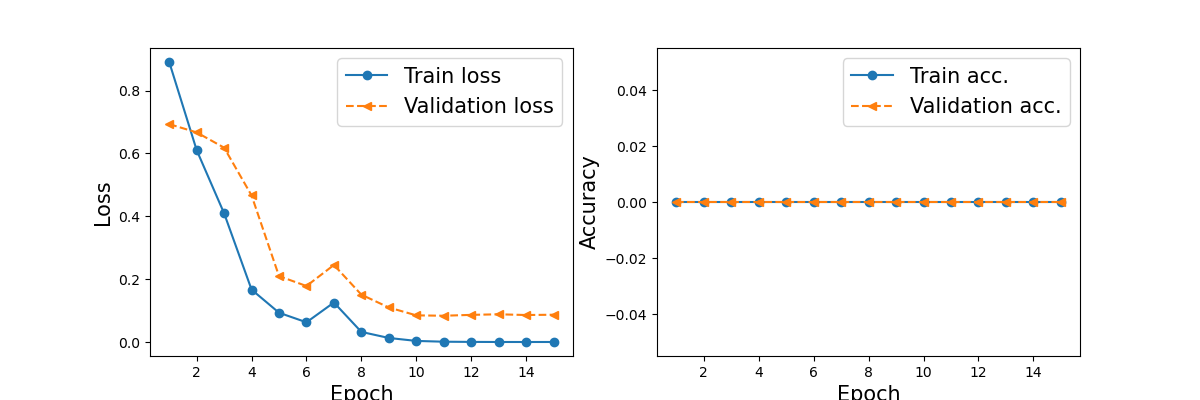 Train loss
Validation loss
Loss
0.8
0.6
0.4
0.2
0.0
2 4 6 8 10 12 14
Epoch
Train acc.
Validation acc.
Accuracy
0.04
0.02
0.00
−0.02
−0.04
2 4 6 8 10 12 14
Epoch